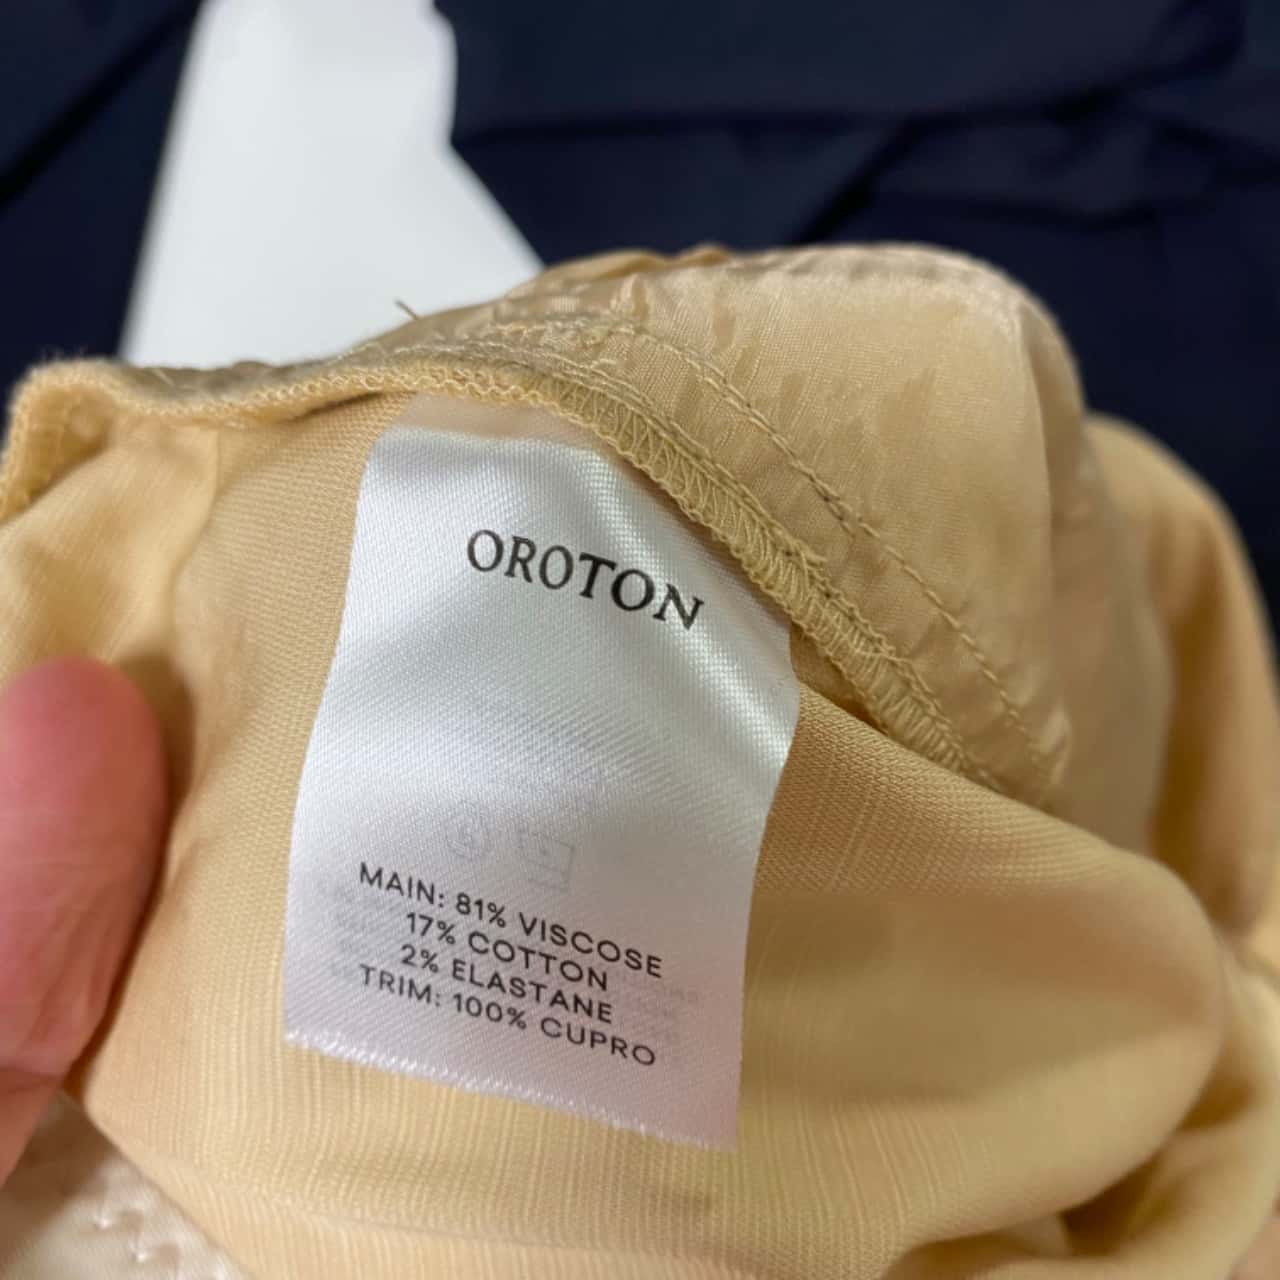 OROTON
MAIN: 81% VISCOSE
17% COTTON
2% ELASTANE
TRIM: 100% CUPRO